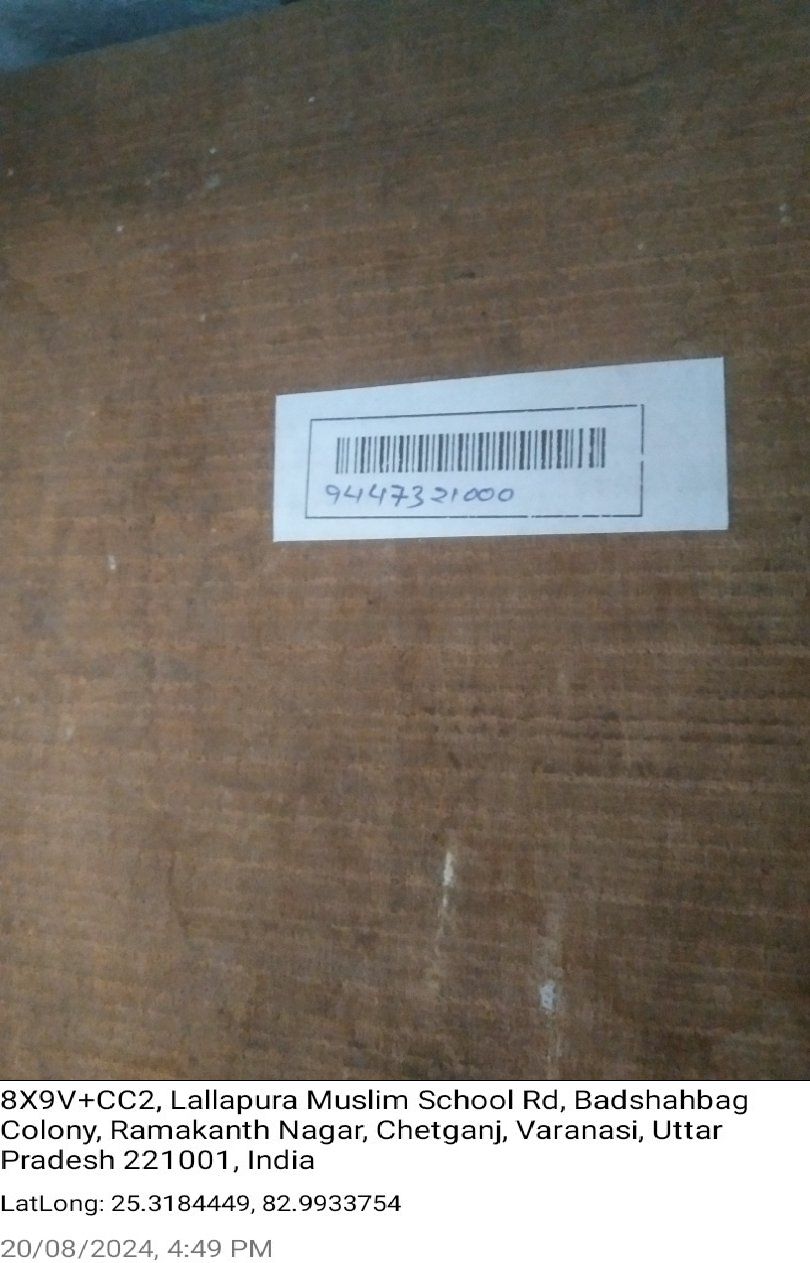 9447321000
8X9V+CC2, Lallapura Muslim School Rd, Badshahbag
Colony, Ramakanth Nagar, Chetganj, Varanasi, Uttar
Pradesh 221001, India
LatLong: 25.3184449, 82.9933754
20/08/2024, 4:49 PM